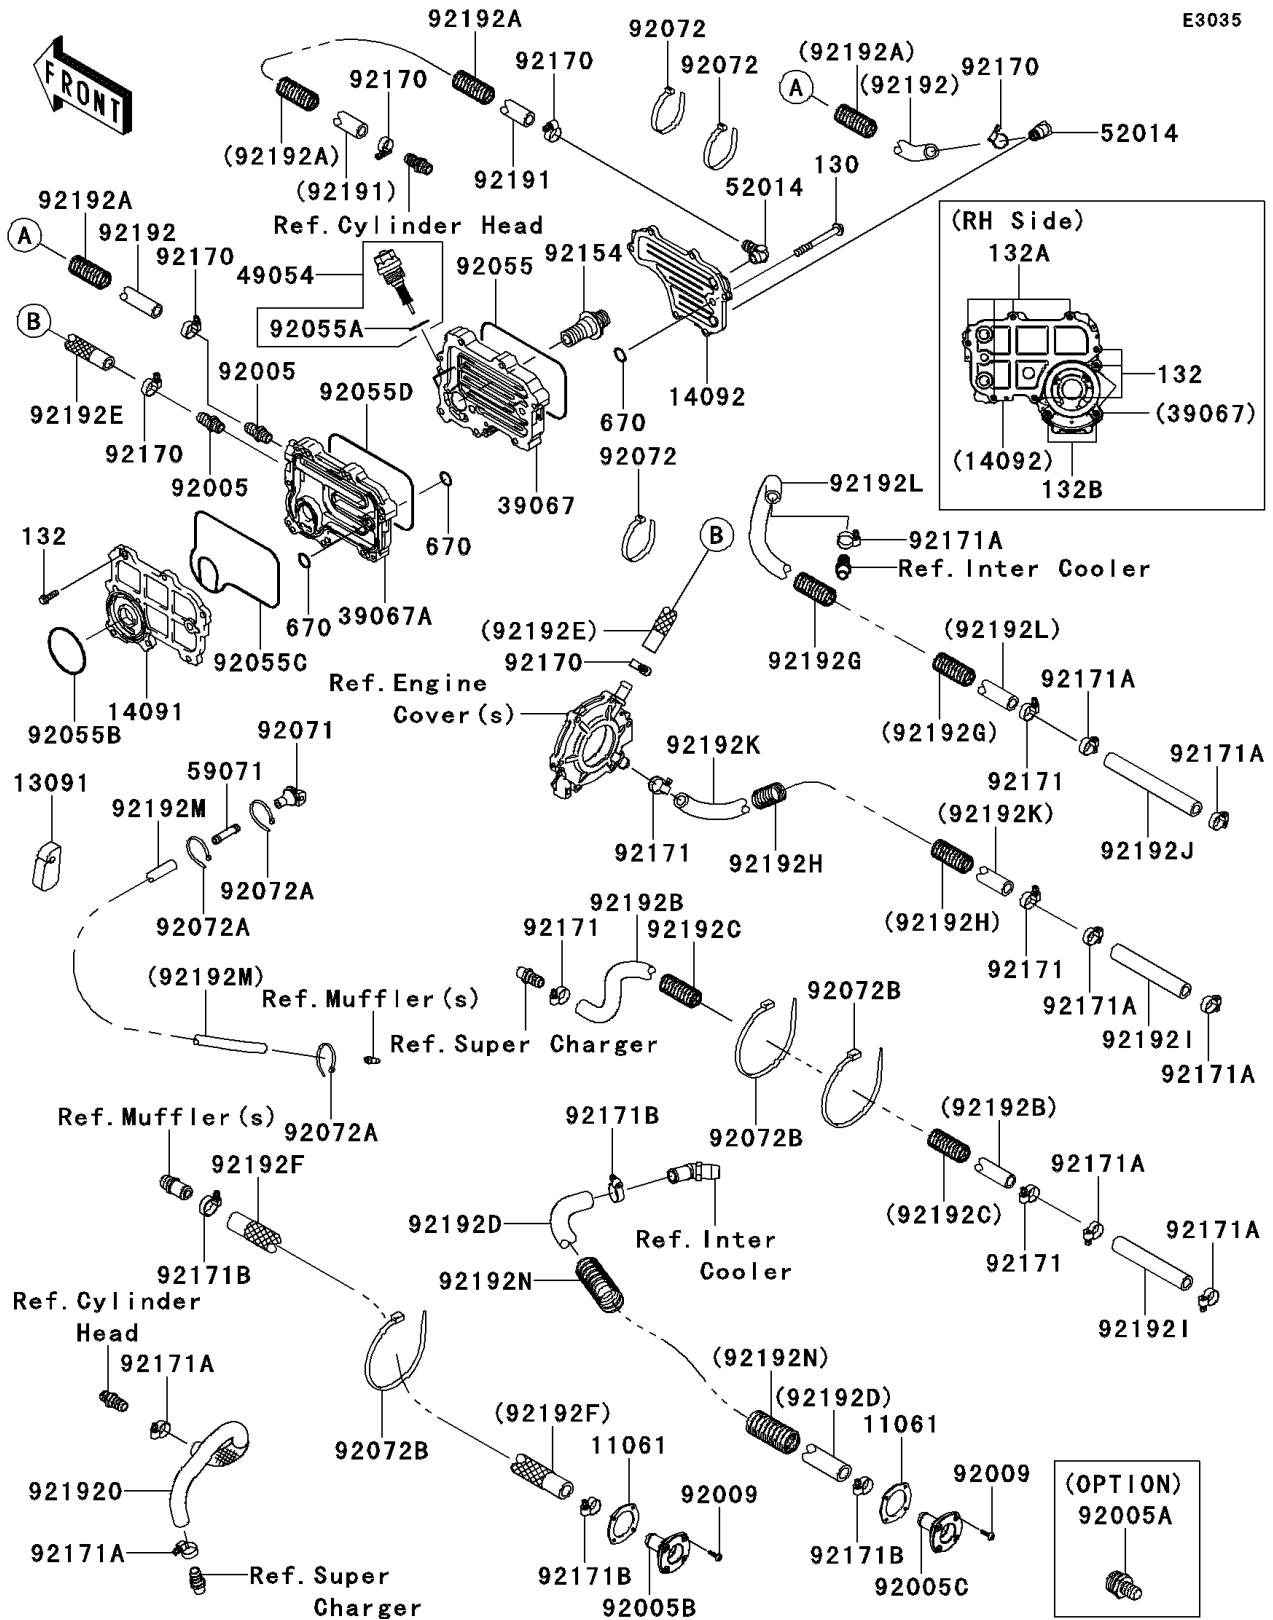 E3035
FRONT
92192A
92072
92170
92072
(92192A)
(92192)
92170
A
52014
92170
(92192A)
(92191)
92191
Ref.Cylinder Head
52014
130
92192A
92192
A
92170
49054
92055A
92055
92154
(RH Side)
132A
132
(39067)
(14092)
132B
B
92192E
92170
92005
92005
92055D
14092
670
39067
92072
670
132
39067A
670
92055C
14091
92055B
92192L
92171A
Ref.Inter Cooler
B
(92192E)
92170
92192G
(92192L)
92171A
(92192G)
92171
92171A
92192J
Ref.Engine
Cover(s)
92192K
92171
92192H
(92192K)
(92192H)
92171
92171A
92192I
92171A
92071
59071
13091
92192M
92072A
92072A
(92192M)
Ref.Muffler(s)
92072A
92192B
92171
92192C
Ref.Super Charger
92072B
92072B
(92192B)
92171A
(92192C)
92171
92171A
92192I
Ref.Muffler(s)
92192F
92171B
92171B
92192D
Ref.Inter
Cooler
92192N
Ref.Cylinder
Head
92171A
921920
92171A
Ref.Super
Charger
92072B
(92192F)
11061
92009
92171B
92005B
(92192N)
(92192D)
11061
92009
92171B
92005C
(OPTION)
92005A